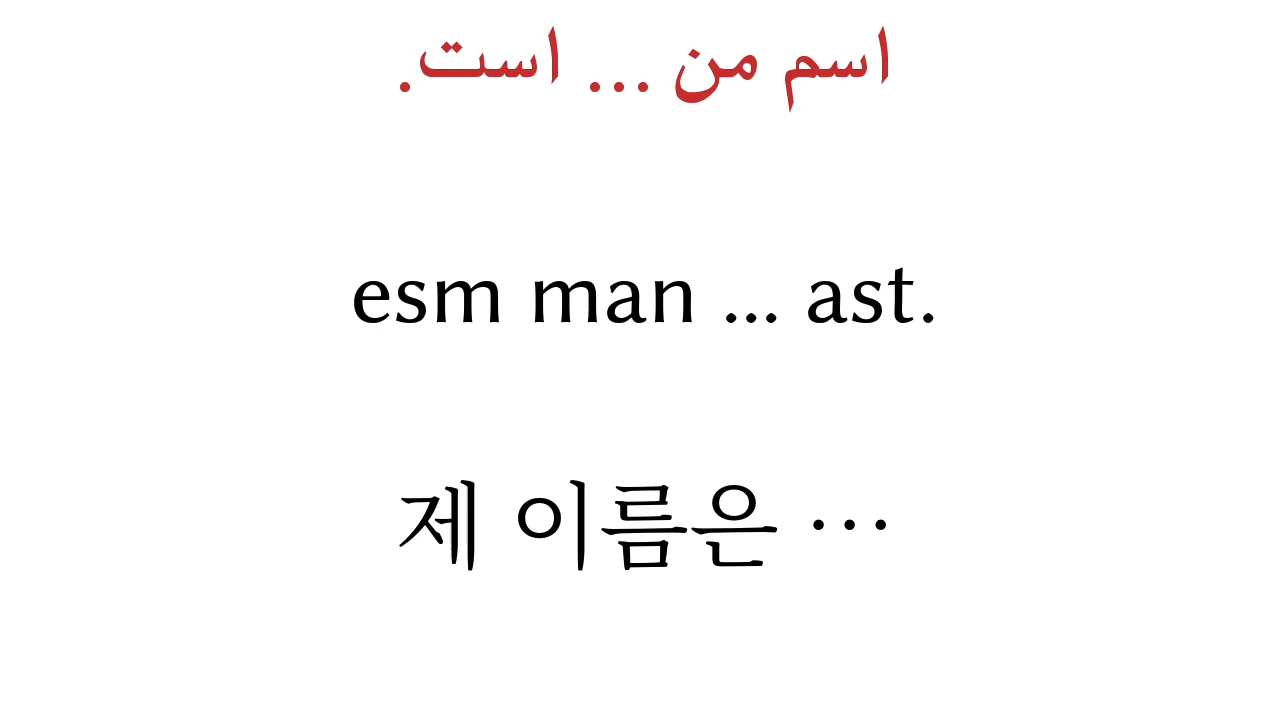 اسم من ... است.
esm man ... ast.
제 이름은 …